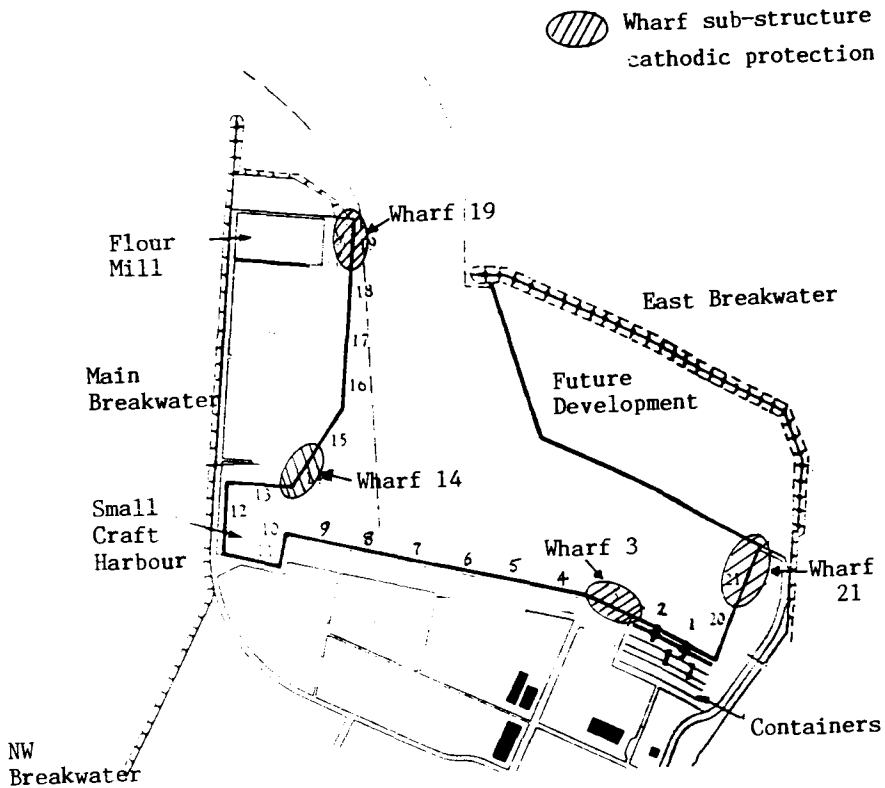 Wharf sub-structure
cathodic protection
Wharf 19
Flour
Mill
18
East Breakwater
17
Main
Breakwater
16
Future
Development
15
Wharf 14
13
12
Small
Craft
Harbour
10
9
8
7
6
5
4
Wharf 3
2
1
20
21
Wharf
21
Containers
NW
Breakwater